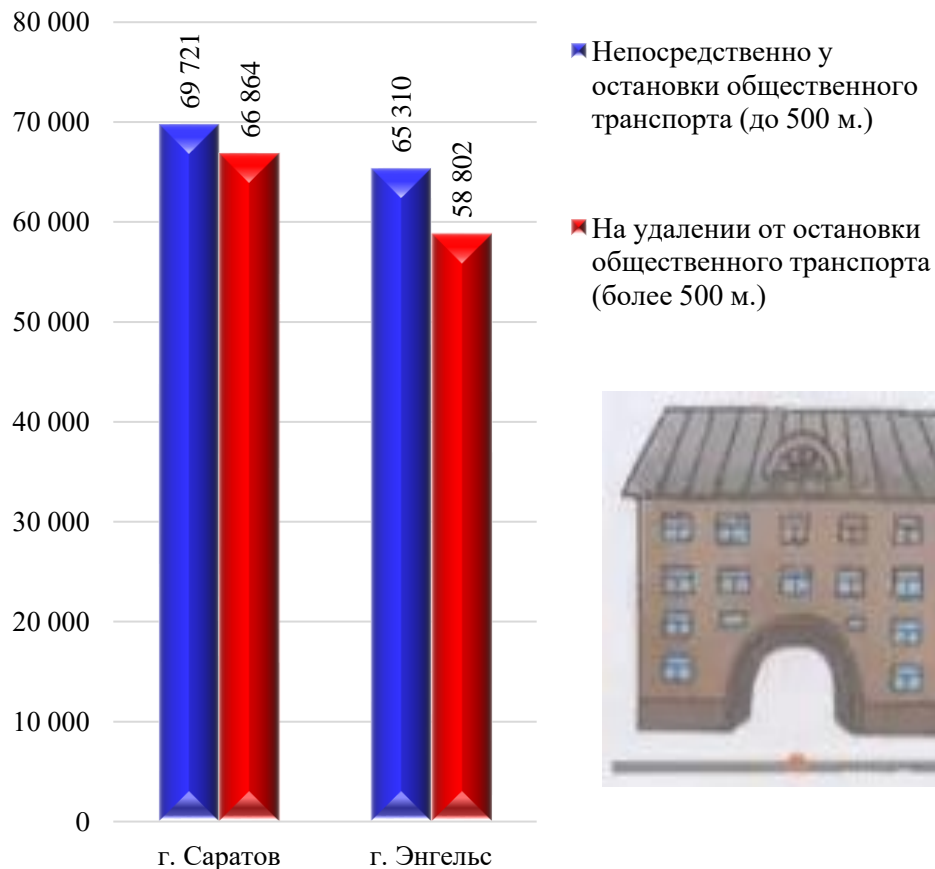 80 000
70 000
60 000
50 000
40 000
30 000
20 000
10 000
0
69 721
66 864
65 310
58 802
г. Саратов
г. Энгельс
Непосредственно у
остановки общественного
транспорта (до 500 м.)
На удалении от остановки
общественного транспорта
(более 500 м.)